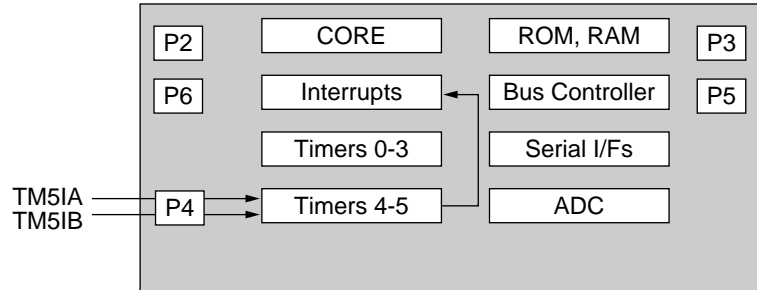 P2 CORE ROM, RAM P3
P6 Interrupts Bus Controller P5
Timers 0-3 Serial I/Fs
TM5IA
TM5IB
P4 Timers 4-5 ADC